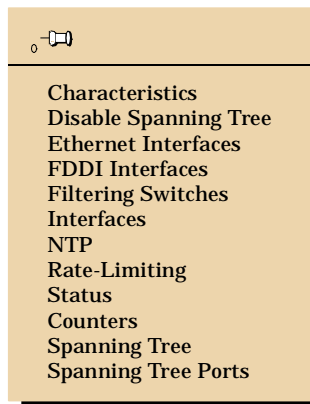 Characteristics
Disable Spanning Tree
Ethernet Interfaces
FDDI Interfaces
Filtering Switches
Interfaces
NTP
Rate-Limiting
Status
Counters
Spanning Tree
Spanning Tree Ports